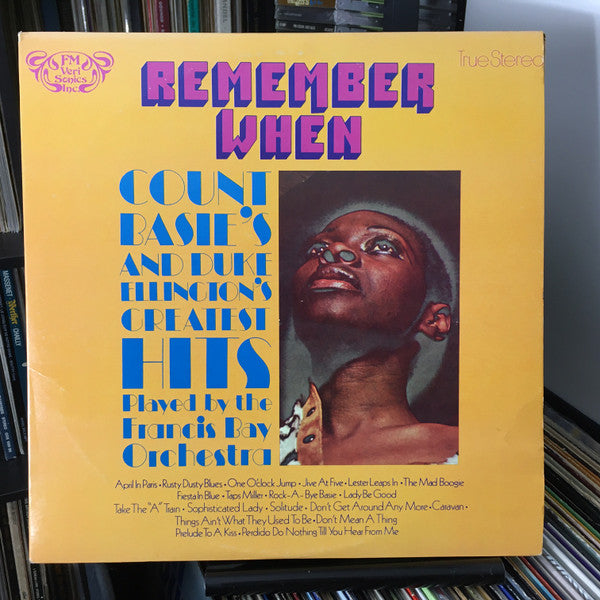 FM
Veri
Sonics
Inc.
True Stereo
REMEMBER
WHEN
COUNT
BASIE'S
AND DUKE
ELLINGTON'S
GREATEST
HITS
Played by the
Francis Bay
Orchestra
April In Paris • Rusty Dusty Blues • One O'clock Jump • Jive At Five • Lester Leaps In • The Mad Boogie
Fiesta In Blue • Taps Miller • Rock-A-Bye Basie • Lady Be Good
Take The "A" Train • Sophisticated Lady • Solitude • Don't Get Around Any More • Caravan •
Things Ain't What They Used To Be • Don't Mean A Thing
Prelude To A Kiss • Perdido Do Nothing Till You Hear From Me
MASSENET
CHAILLY